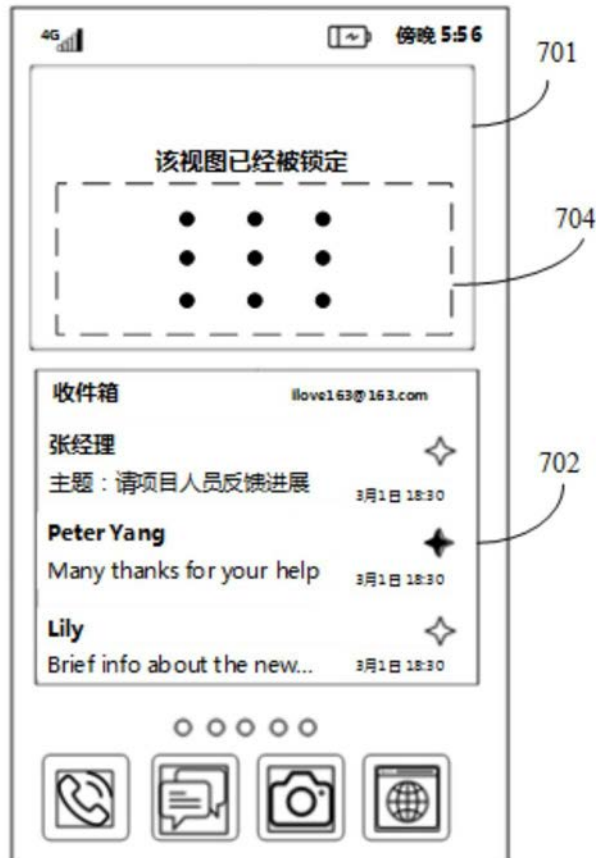 4G
傍晚 5:56
701
该视图已经被锁定
704
收件箱 ilove163@163.com
张经理
主题：请项目人员反馈进展 3月1日 18:30
702
Peter Yang
Many thanks for your help 3月1日 18:30
Lily
Brief info about the new... 3月1日 18:30